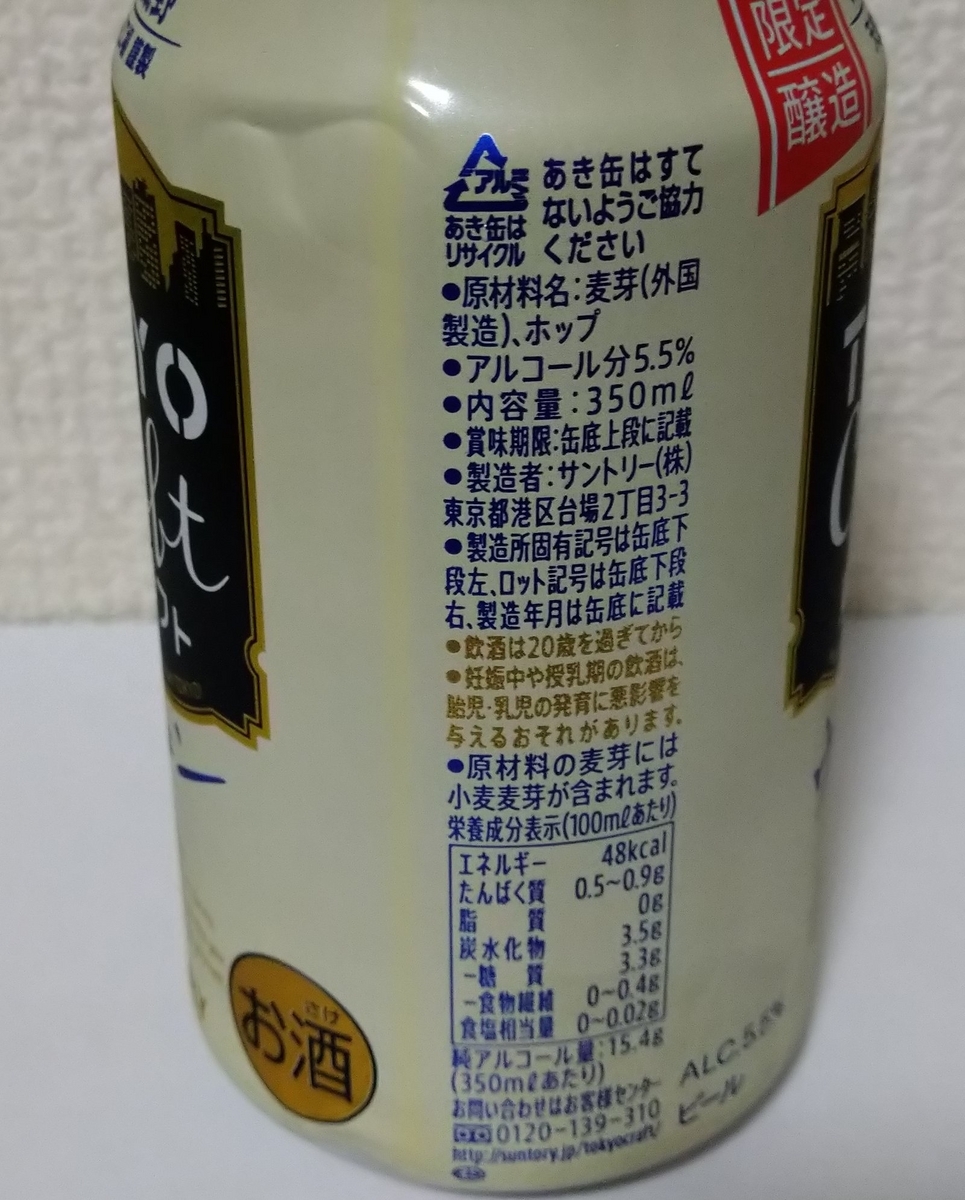 謹製
限定
醸造
アルミ
あき缶は
リサイクル
あき缶はすて
ないようご協力
ください
●原材料名:麦芽(外国
製造)、ホップ
●アルコール分5.5%
●内容量:350mℓ
●賞味期限:缶底上段に記載
●製造者:サントリー(株)
東京都港区台場2丁目3-3
●製造所固有記号は缶底下
段左、ロット記号は缶底下段
右、製造年月は缶底に記載
●飲酒は20歳を過ぎてから
●妊娠中や授乳期の飲酒は、
胎児・乳児の発育に悪影響を
与えるおそれがあります。
●原材料の麦芽には
小麦麦芽が含まれます。
栄養成分表示(100mℓあたり)
エネルギー 48kcal
たんぱく質 0.5~0.9g
脂質 0g
炭水化物 3.5g
-糖質 3.3g
-食物繊維 0~0.4g
食塩相当量 0~0.02g
純アルコール量:15.4g
(350mℓあたり)
お問い合わせはお客様センター
0120-139-310
http://suntory.jp/tokyocraft/
YO
フト
さけ
お酒
ALC.5.5%
ビール